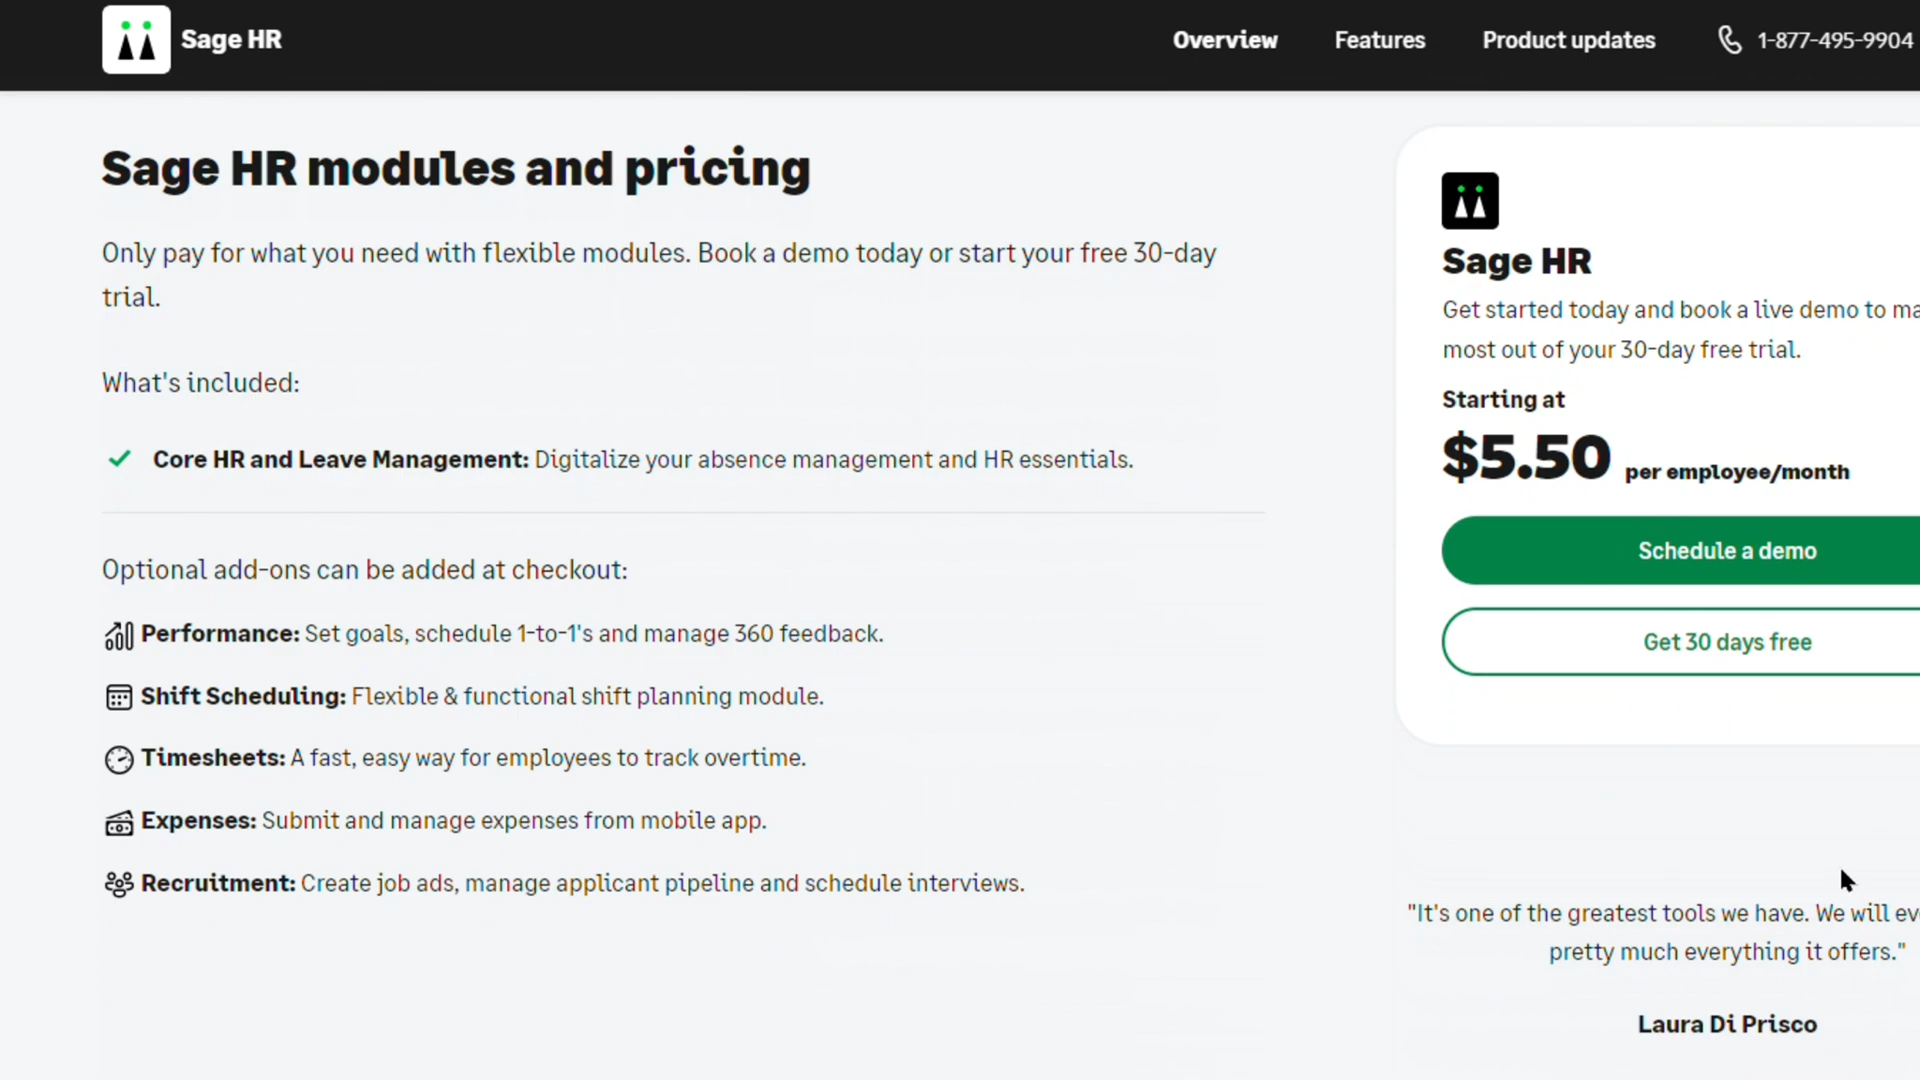 Sage HR
Overview
Features
Product updates
1-877-495-9904
Sage HR modules and pricing
Only pay for what you need with flexible modules. Book a demo today or start your free 30-day
trial.
What's included:
Core HR and Leave Management: Digitalize your absence management and HR essentials.
Optional add-ons can be added at checkout:
Performance: Set goals, schedule 1-to-1's and manage 360 feedback.
Shift Scheduling: Flexible & functional shift planning module.
Timesheets: A fast, easy way for employees to track overtime.
Expenses: Submit and manage expenses from mobile app.
Recruitment: Create job ads, manage applicant pipeline and schedule interviews.
Sage HR
Get started today and book a live demo to
most out of your 30-day free trial.
Starting at
$5.50 per employee/month
Schedule a demo
Get 30 days free
"It's one of the greatest tools we have. We will
pretty much everything it offers."
Laura Di Prisco